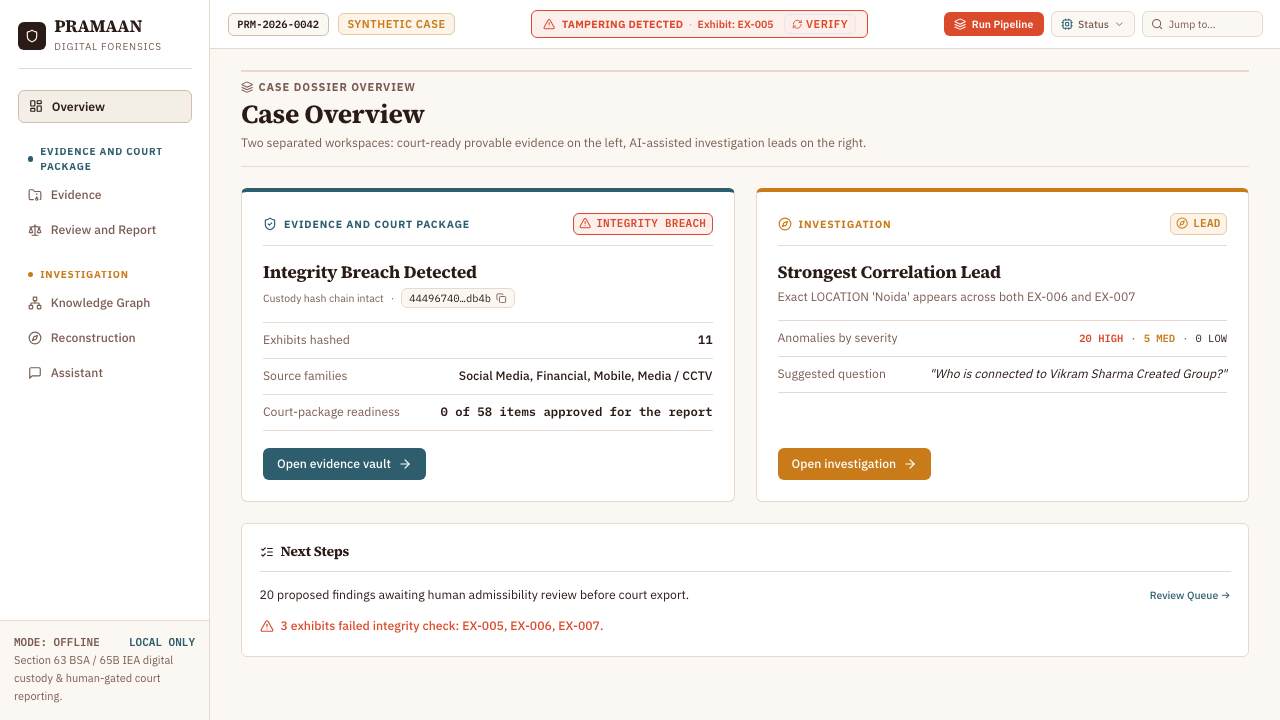 PRAMAAN
DIGITAL FORENSICS
Overview
EVIDENCE AND COURT
PACKAGE
Evidence
Review and Report
INVESTIGATION
Knowledge Graph
Reconstruction
Assistant
MODE: OFFLINE LOCAL ONLY
Section 63 BSA / 65B IEA digital
custody & human-gated court
reporting.
PRM-2026-0042 SYNTHETIC CASE TAMPERING DETECTED · Exhibit: EX-005 VERIFY Run Pipeline Status Jump to...
CASE DOSSIER OVERVIEW
Case Overview
Two separated workspaces: court-ready provable evidence on the left, AI-assisted investigation leads on the right.
EVIDENCE AND COURT PACKAGE INTEGRITY BREACH
Integrity Breach Detected
Custody hash chain intact · 44496740…db4b
Exhibits hashed 11
Source families Social Media, Financial, Mobile, Media / CCTV
Court-package readiness 0 of 58 items approved for the report
Open evidence vault →
INVESTIGATION LEAD
Strongest Correlation Lead
Exact LOCATION 'Noida' appears across both EX-006 and EX-007
Anomalies by severity 20 HIGH · 5 MED · 0 LOW
Suggested question "Who is connected to Vikram Sharma Created Group?"
Open investigation →
Next Steps
20 proposed findings awaiting human admissibility review before court export. Review Queue →
3 exhibits failed integrity check: EX-005, EX-006, EX-007.